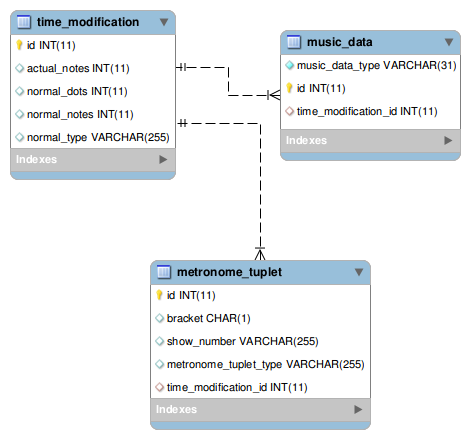 time_modification
id INT(11)
actual_notes INT(11)
normal_dots INT(11)
normal_notes INT(11)
normal_type VARCHAR(255)
Indexes
music_data
music_data_type VARCHAR(31)
id INT(11)
time_modification_id INT(11)
Indexes
metronome_tuplet
id INT(11)
bracket CHAR(1)
show_number VARCHAR(255)
metronome_tuplet_type VARCHAR(255)
time_modification_id INT(11)
Indexes